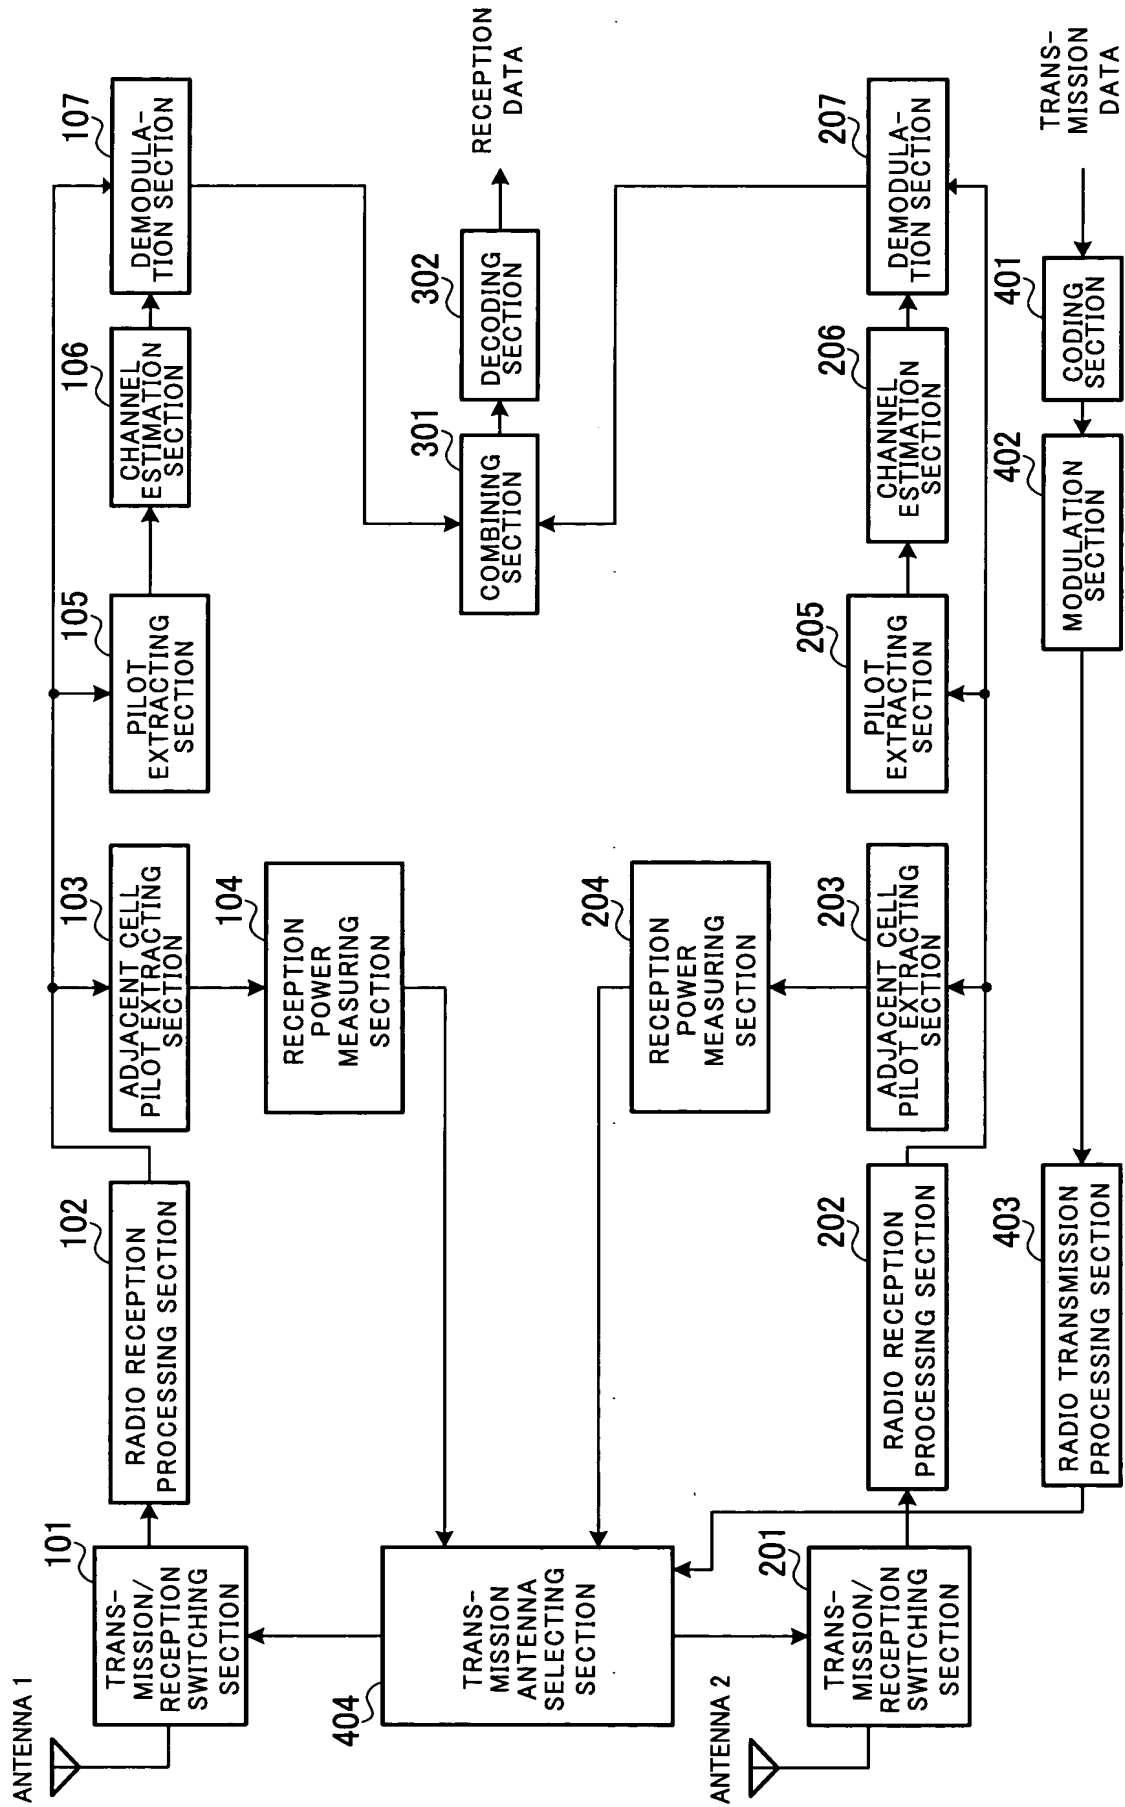 ANTENNA 1
101
TRANS-
MISSION/
RECEPTION
SWITCHING
SECTION
102
RADIO RECEPTION
PROCESSING SECTION
103
ADJACENT CELL
PILOT EXTRACTING
SECTION
104
RECEPTION
POWER
MEASURING
SECTION
105
PILOT
EXTRACTING
SECTION
106
CHANNEL
ESTIMATION
SECTION
107
DEMODULA-
TION SECTION
404
TRANS-
MISSION
ANTENNA
SELECTING
SECTION
301
COMBINING
SECTION
302
DECODING
SECTION
RECEPTION
DATA
ANTENNA 2
201
TRANS-
MISSION/
RECEPTION
SWITCHING
SECTION
202
RADIO RECEPTION
PROCESSING SECTION
203
ADJACENT CELL
PILOT EXTRACTING
SECTION
204
RECEPTION
POWER
MEASURING
SECTION
205
PILOT
EXTRACTING
SECTION
206
CHANNEL
ESTIMATION
SECTION
207
DEMODULA-
TION SECTION
403
RADIO TRANSMISSION
PROCESSING SECTION
402
MODULATION
SECTION
401
CODING
SECTION
TRANS-
MISSION
DATA